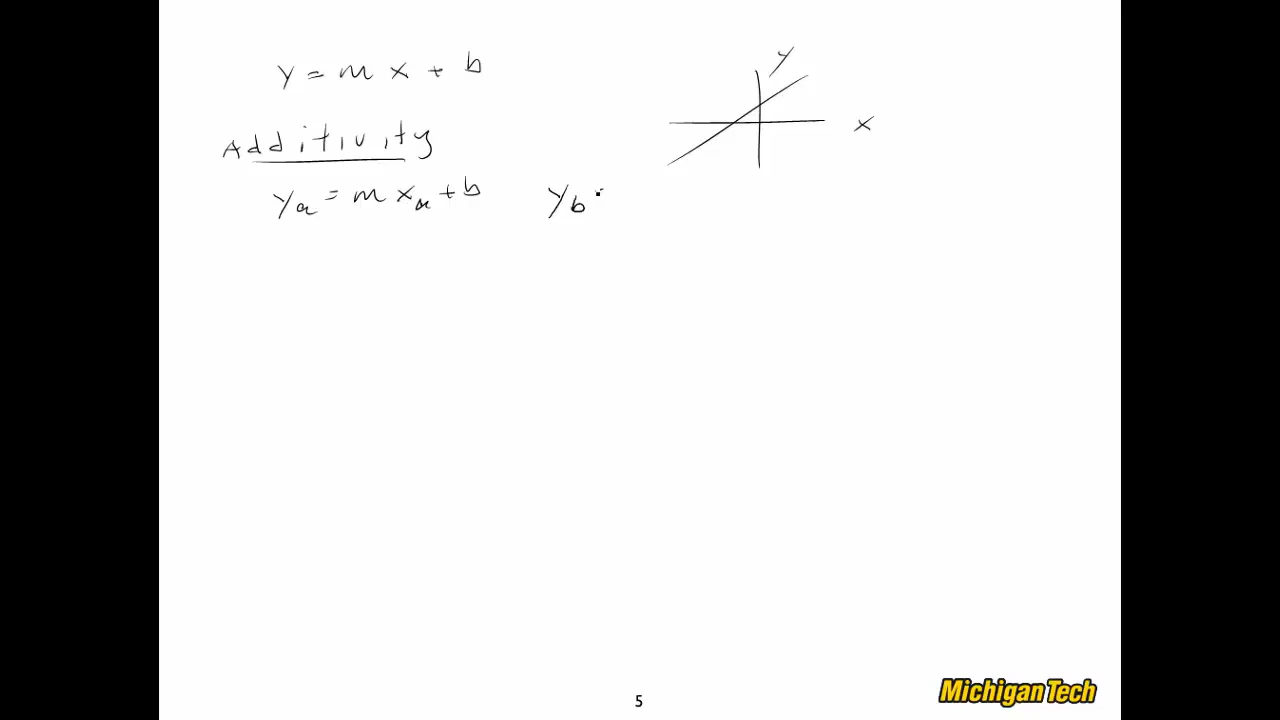 y = m x + b
y
x
Additivity
ya = m xa + b yb
5
Michigan Tech